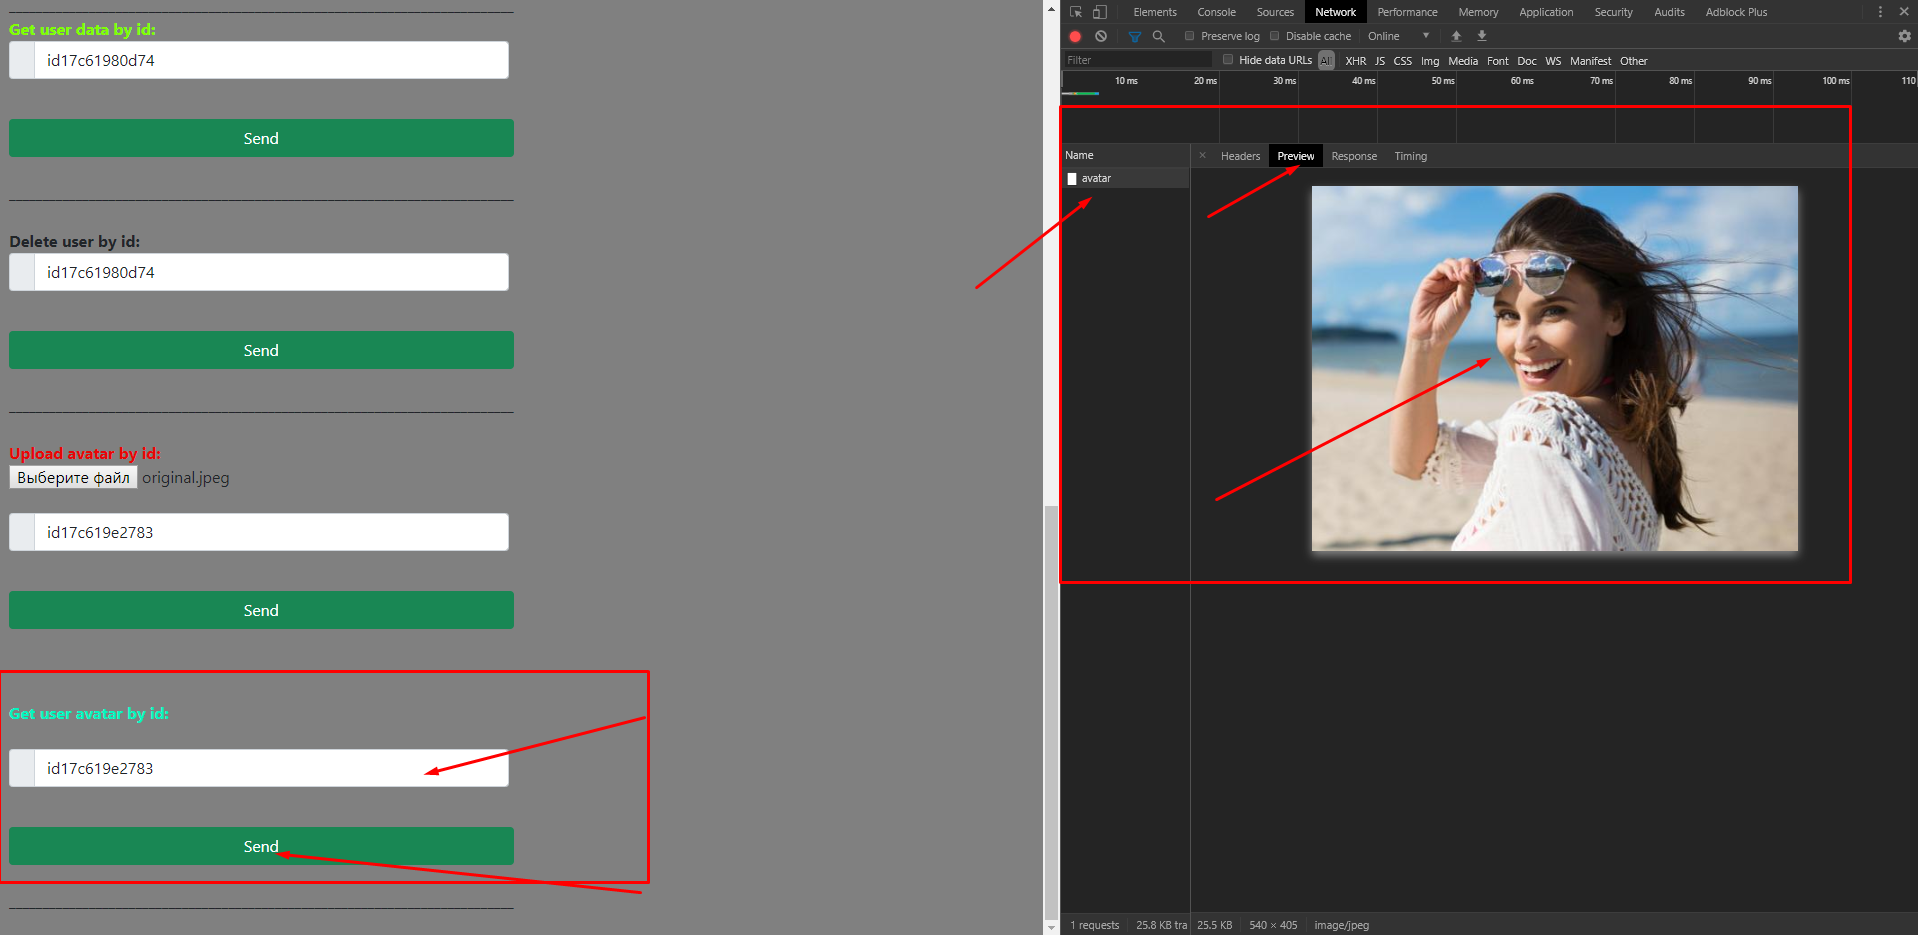 Get user data by id:
id17c61980d74
Send
Delete user by id:
id17c61980d74
Send
Upload avatar by id:
Выберите файл original.jpeg
id17c619e2783
Send
Get user avatar by id:
id17c619e2783
Send
Elements Console Sources Network Performance Memory Application Security Audits Adblock Plus
Preserve log Disable cache Online
Filter Hide data URLs All XHR JS CSS Img Media Font Doc WS Manifest Other
10 ms 20 ms 30 ms 40 ms 50 ms 60 ms 70 ms 80 ms 90 ms 100 ms 110
Name × Headers Preview Response Timing
avatar
1 requests 25.8 KB tra 25.5 KB 540 × 405 image/jpeg